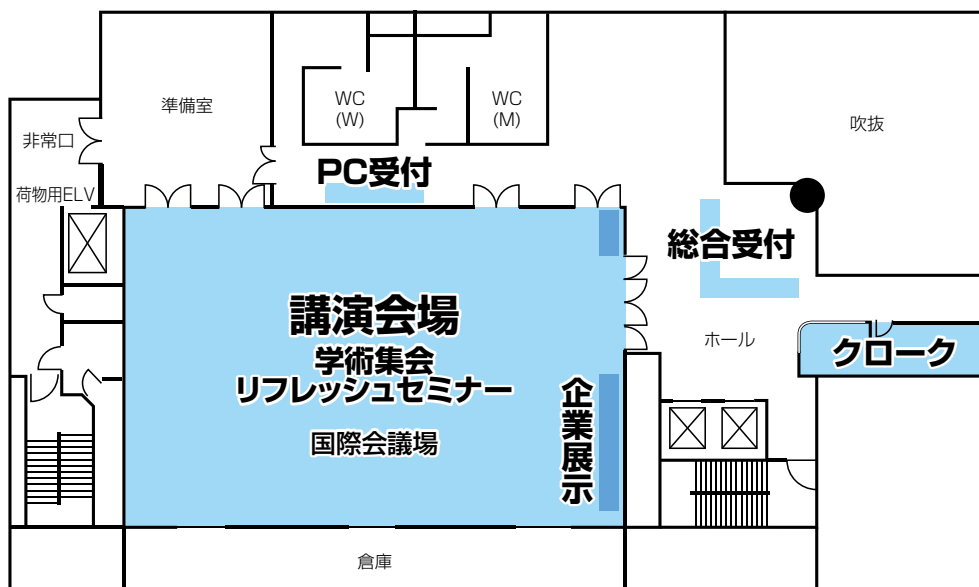 準備室
WC
(W)
WC
(M)
吹抜
非常口
荷物用ELV
PC受付
総合受付
講演会場
学術集会
リフレッシュセミナー
国際会議場
企業展示
ホール
クローク
倉庫